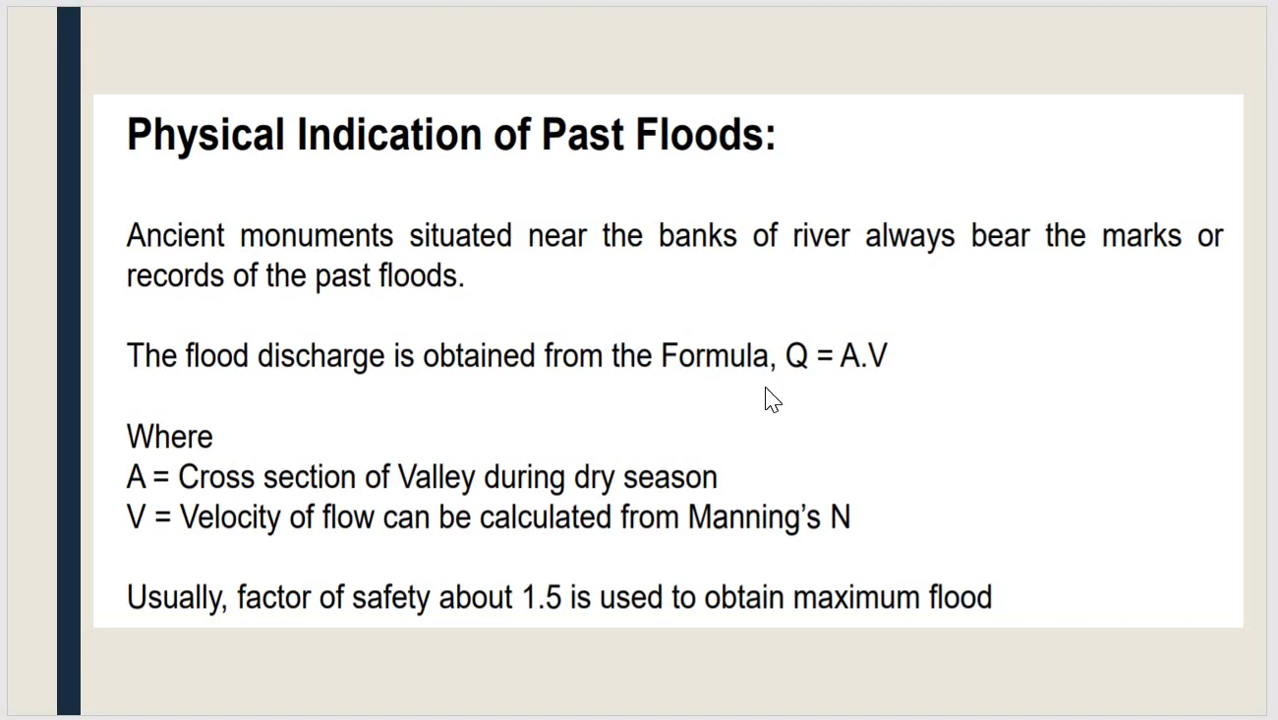 Physical Indication of Past Floods:
Ancient monuments situated near the banks of river always bear the marks or
records of the past floods.
The flood discharge is obtained from the Formula, Q = A.V
Where
A = Cross section of Valley during dry season
V = Velocity of flow can be calculated from Manning’s N
Usually, factor of safety about 1.5 is used to obtain maximum flood